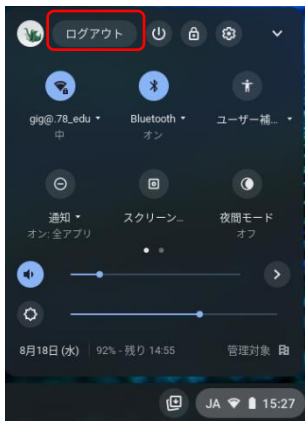 ログアウト
gig@.78_edu
中
Bluetooth
オン
ユーザー補...
通知
オン: 全アプリ
スクリーン...
夜間モード
オフ
8月18日 (水)
92% - 残り 14:55
管理対象
JA
15:27